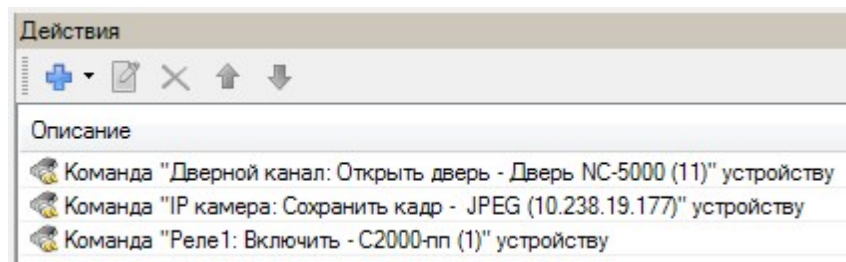 Действия
Описание
Команда "Дверной канал: Открыть дверь - Дверь NC-5000 (11)" устройству
Команда "IP камера: Сохранить кадр - JPEG (10.238.19.177)" устройству
Команда "Реле1: Включить - С2000-пп (1)" устройству